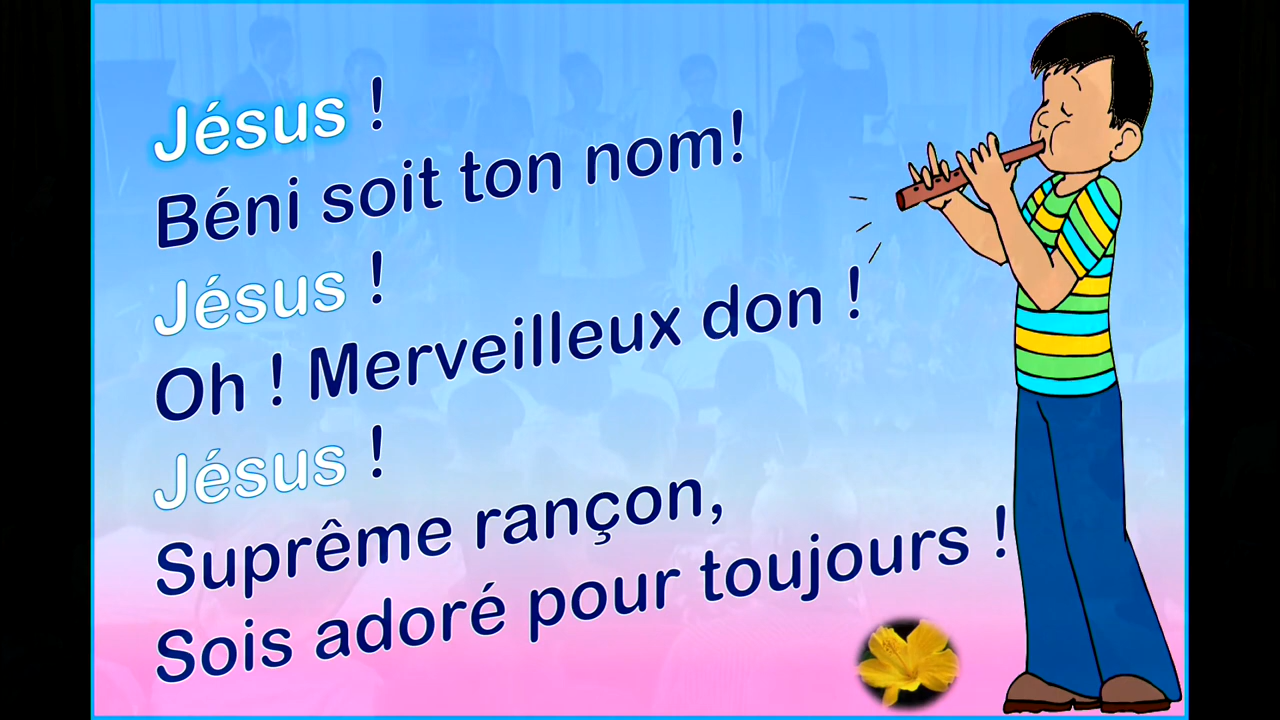 Jésus !
Béni soit ton nom!
Jésus !
Oh ! Merveilleux don !
Jésus !
Suprême rançon,
Sois adoré pour toujours !